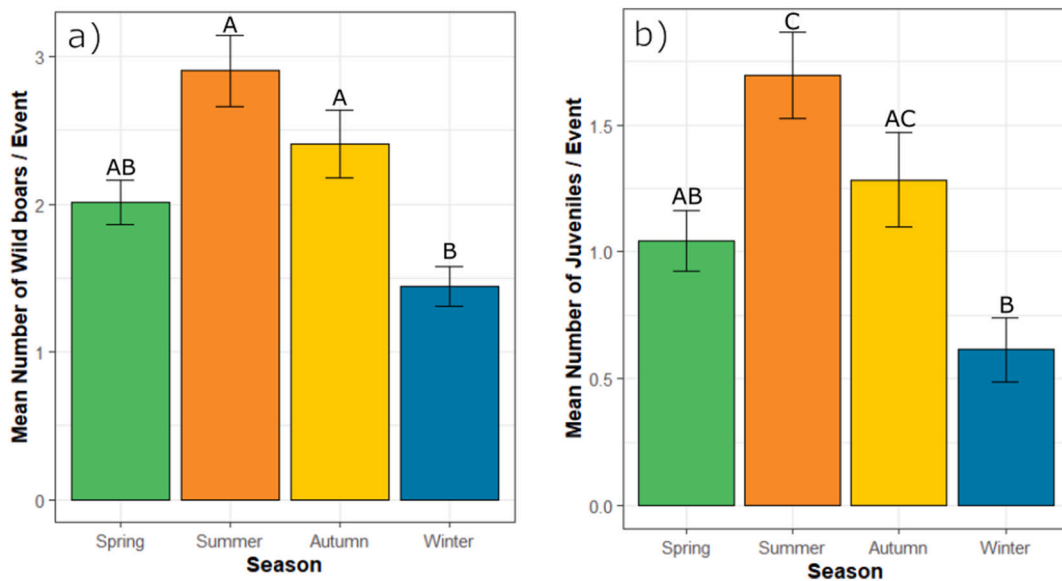 a)
Mean Number of Wild boars / Event
3
2
1
0
AB
A
A
B
Spring Summer Autumn Winter
Season
b)
Mean Number of Juveniles / Event
1.5
1.0
0.5
0.0
AB
C
AC
B
Spring Summer Autumn Winter
Season